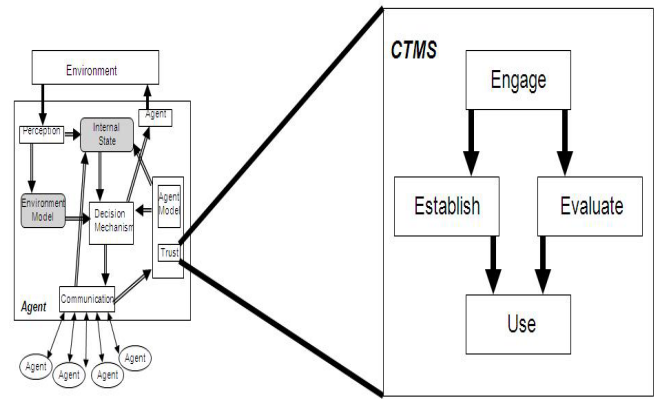 Environment
Agent
Perception
Internal
State
Environment
Model
Decision
Mechanism
Agent
Model
Trust
Communication
Agent
Agent
Agent
Agent
Agent
CTMS
Engage
Establish
Evaluate
Use